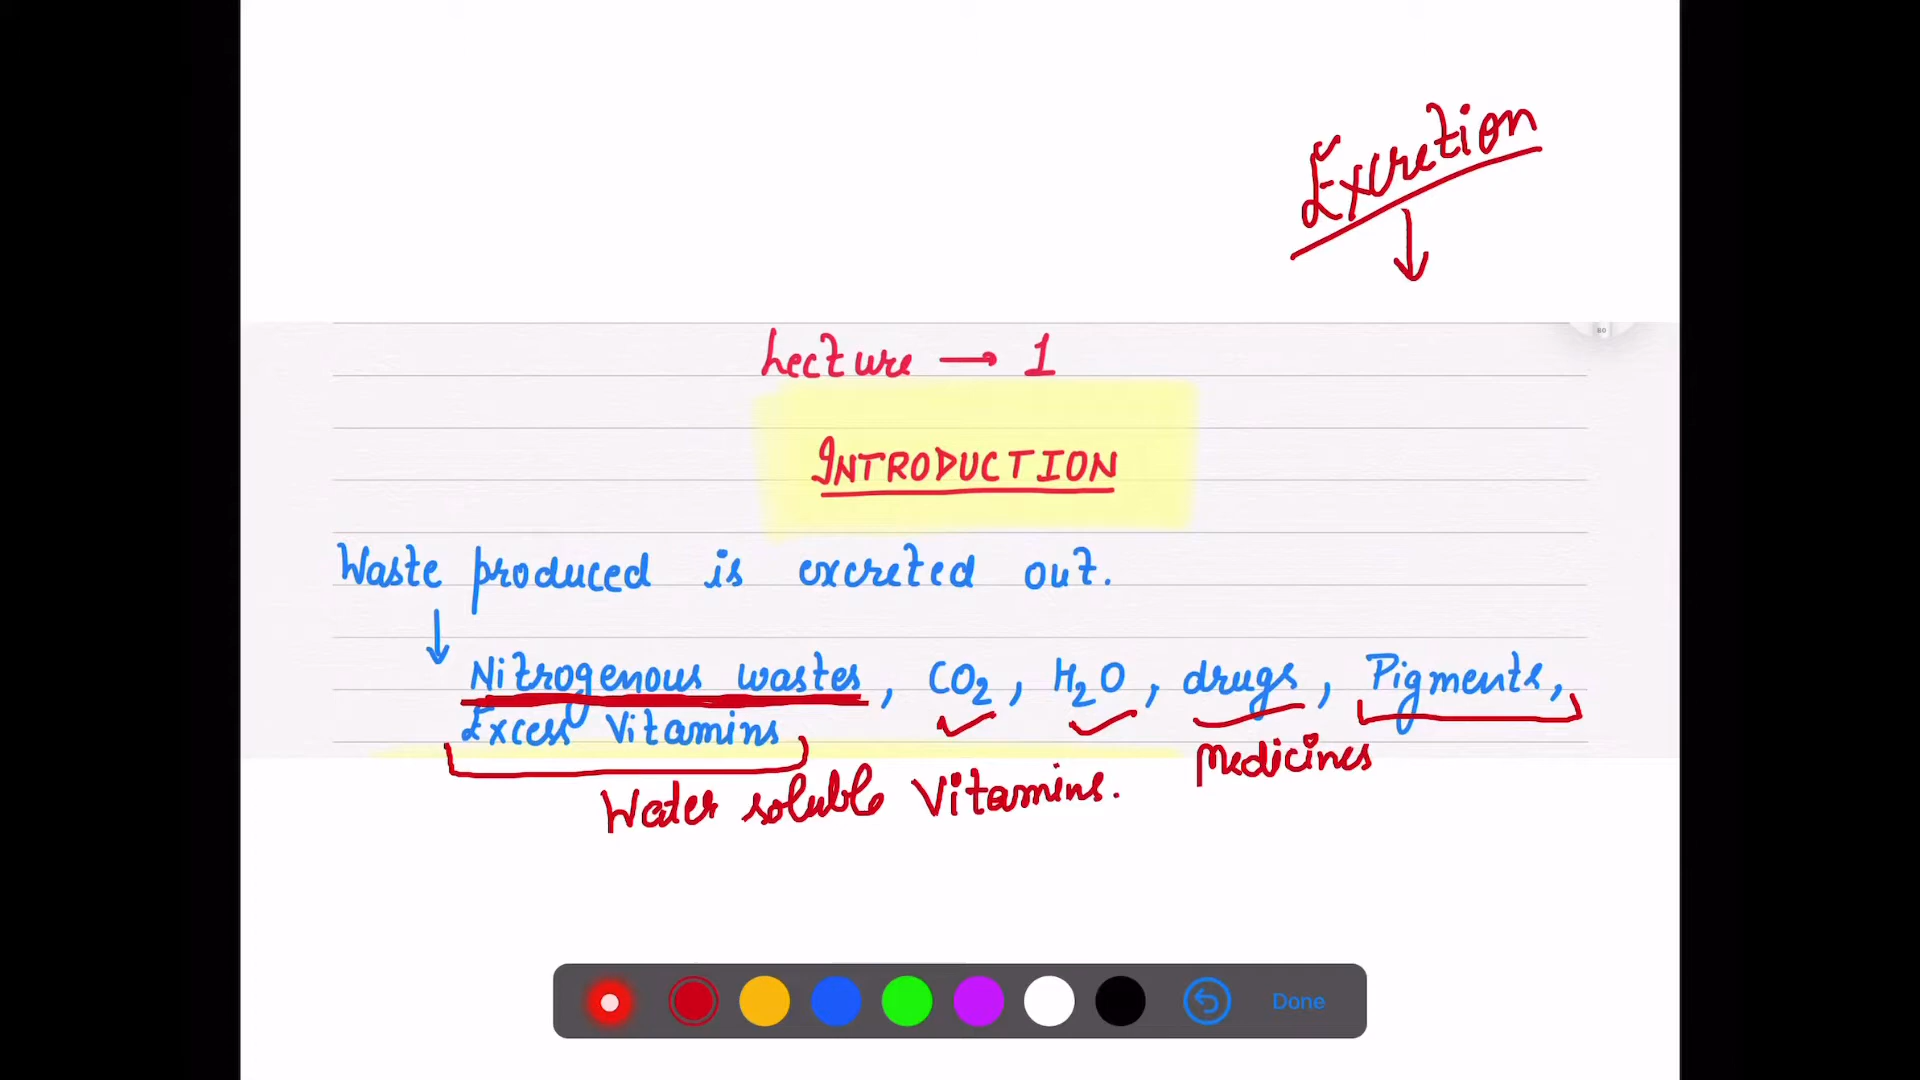 Excretion
Lecture → 1
INTRODUCTION
Waste produced is excreted out.
Nitrogenous wastes, CO2, H2O, drugs, Pigments,
Excess Vitamins
Medicines
Water soluble Vitamins.
Done